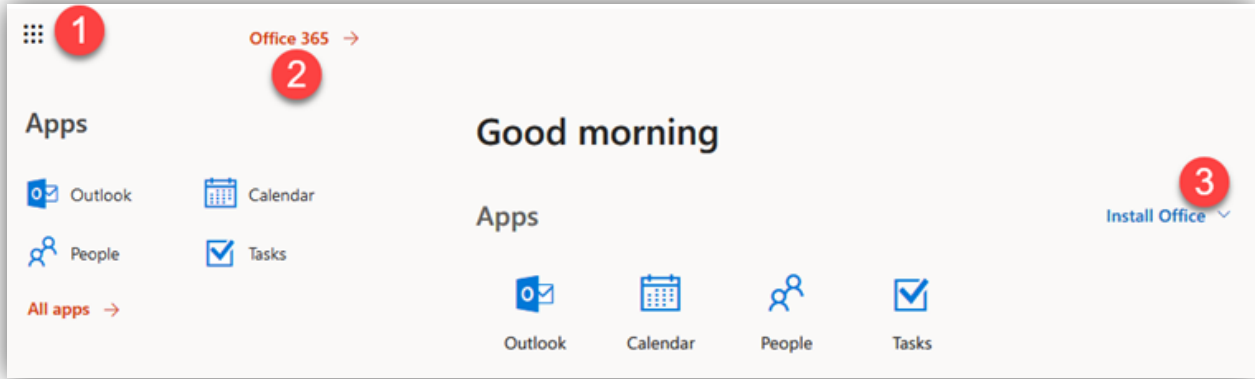 1
Office 365 →
2
Apps
Outlook
Calendar
People
Tasks
All apps →
Good morning
3
Apps
Install Office
Outlook
Calendar
People
Tasks